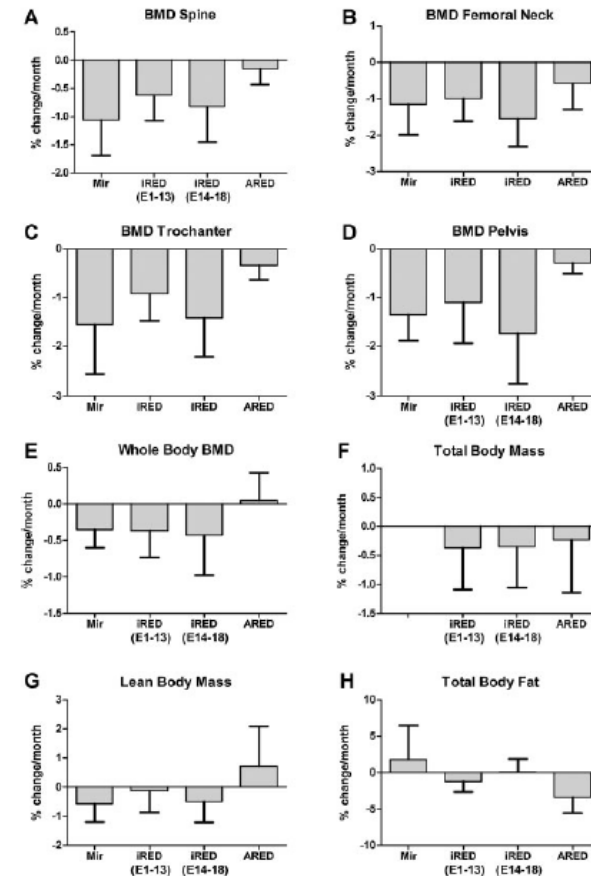 A BMD Spine
% change/month
0.5
0.0
-0.5
-1.0
-1.5
-2.0
Mir iRED iRED ARED
(E1-13) (E14-18)
B BMD Femoral Neck
% change/month
1
0
-1
-2
-3
Mir iRED iRED ARED
C BMD Trochanter
% change/month
0
-1
-2
-3
Mir iRED iRED ARED
D BMD Pelvis
% change/month
0
-1
-2
-3
Mir iRED iRED ARED
(E1-13) (E14-18)
E Whole Body BMD
% change/month
0.5
0.0
-0.5
-1.0
-1.5
Mir iRED iRED ARED
(E1-13) (E14-18)
F Total Body Mass
% change/month
1.0
0.5
0.0
-0.5
-1.0
-1.5
iRED iRED ARED
(E1-13) (E14-18)
G Lean Body Mass
% change/month
3
2
1
0
-1
-2
Mir iRED iRED ARED
(E1-13) (E14-18)
H Total Body Fat
% change/month
10
5
0
-5
-10
Mir iRED iRED ARED
(E1-13) (E14-18)